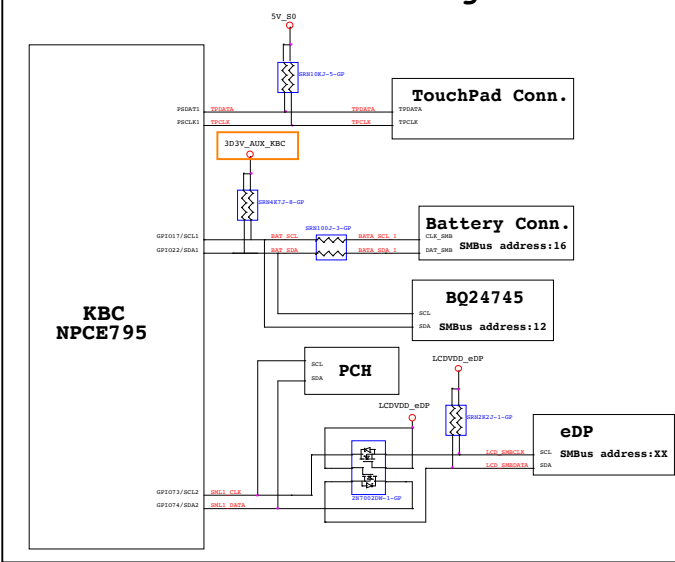 5V_S0
SRN10KJ-5-GP
TouchPad Conn.
PSDAT1 TPDATA TPDATA TPDATA
PSCLK1 TPCLK TPCLK TPCLK
3D3V_AUX_KBC
SRN4K7J-8-GP
SRN100J-3-GP
Battery Conn.
GPIO17/SCL1 BAT_SCL BATA_SCL_1 CLK_SMB
SMBus address:16
GPIO22/SDA1 BAT_SDA BATA_SDA_1 DAT_SMB
BQ24745
KBC
NPCE795
SCL
SDA SMBus address:12
SCL
SDA
PCH
LCDVDD_eDP
LCDVDD_eDP
SRN2K2J-1-GP
eDP
LCD_SMBCLK SCL SMBus address:XX
LCD_SMBDATA SDA
GPIO73/SCL2 SML1_CLK
GPIO74/SDA2 SML1_DATA
2N7002DW-1-GP